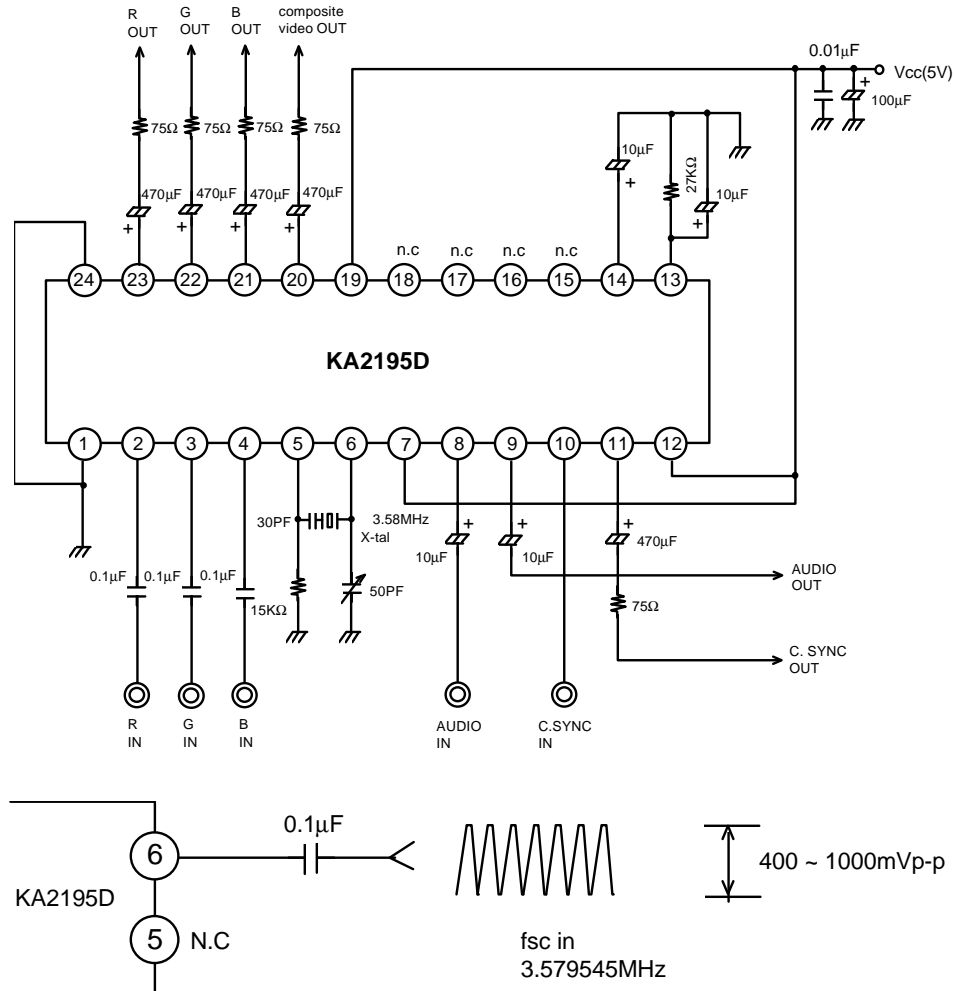 R OUT
G OUT
B OUT
composite video OUT
0.01μF
Vcc(5V)
100μF
75Ω
75Ω
75Ω
75Ω
10μF
27KΩ
10μF
470μF
470μF
470μF
470μF
+
+
+
+
+
+
+
n.c
n.c
n.c
n.c
24
23
22
21
20
19
18
17
16
15
14
13
KA2195D
1
2
3
4
5
6
7
8
9
10
11
12
30PF
3.58MHz
X-tal
+
+
+
10μF
10μF
470μF
0.1μF
0.1μF
0.1μF
15KΩ
50PF
75Ω
AUDIO OUT
C. SYNC OUT
R IN
G IN
B IN
AUDIO IN
C.SYNC IN
0.1μF
6
KA2195D
5
N.C
400 ~ 1000mVp-p
fsc in
3.579545MHz